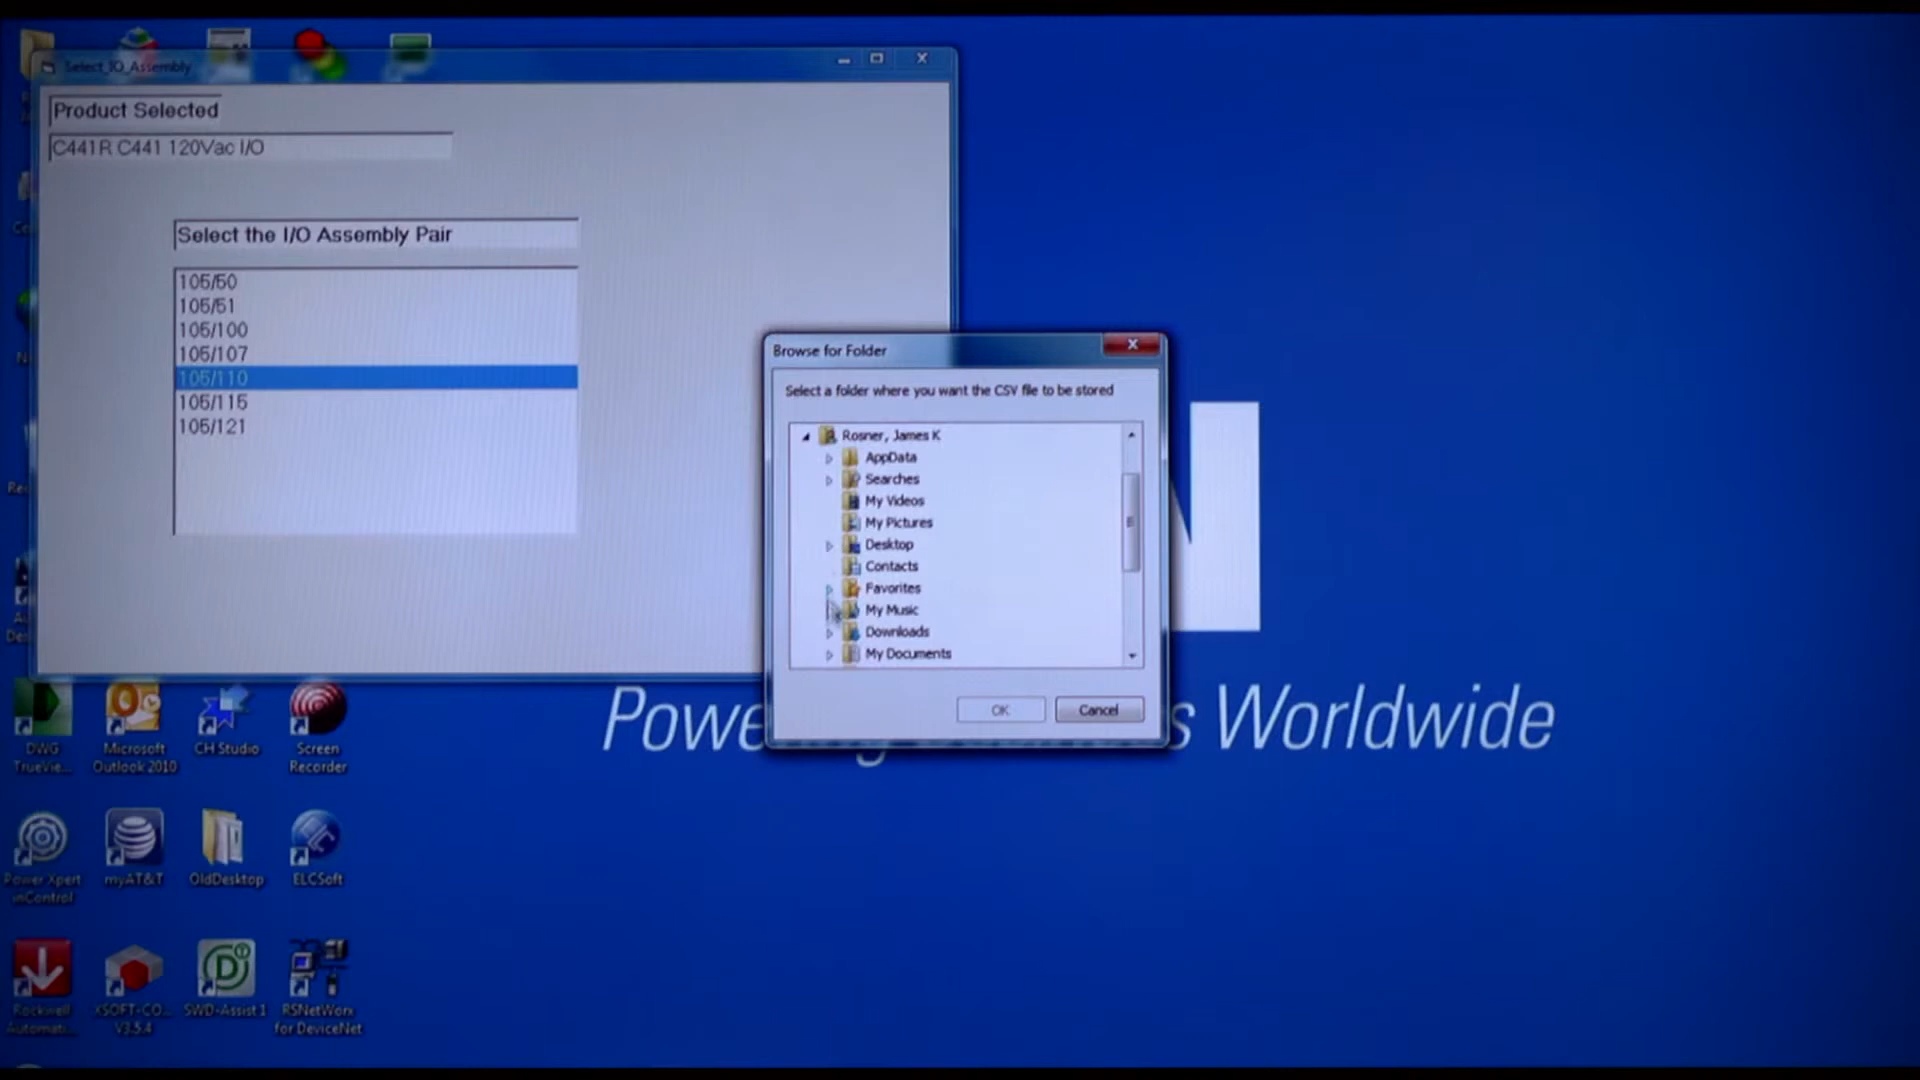 Select_IO_Assembly
Product Selected
C441R C441 120Vac I/O
Select the I/O Assembly Pair
105/50
105/51
105/100
105/107
105/110
105/115
105/121
Browse for Folder
Select a folder where you want the CSV file to be stored
Rosner, James K
AppData
Searches
My Videos
My Pictures
Desktop
Contacts
Favorites
My Music
Downloads
My Documents
OK
Cancel
N
Powe
s Worldwide
DWG
TrueVie...
Microsoft
Outlook 2010
CH Studio
Screen
Recorder
Power Xpert
inControl
myAT&T
OldDesktop
ELCSoft
Rockwell
Automati...
XSOFT-CO...
V3.5.4
SWD-Assist 1
RSNetWorx
for DeviceNet